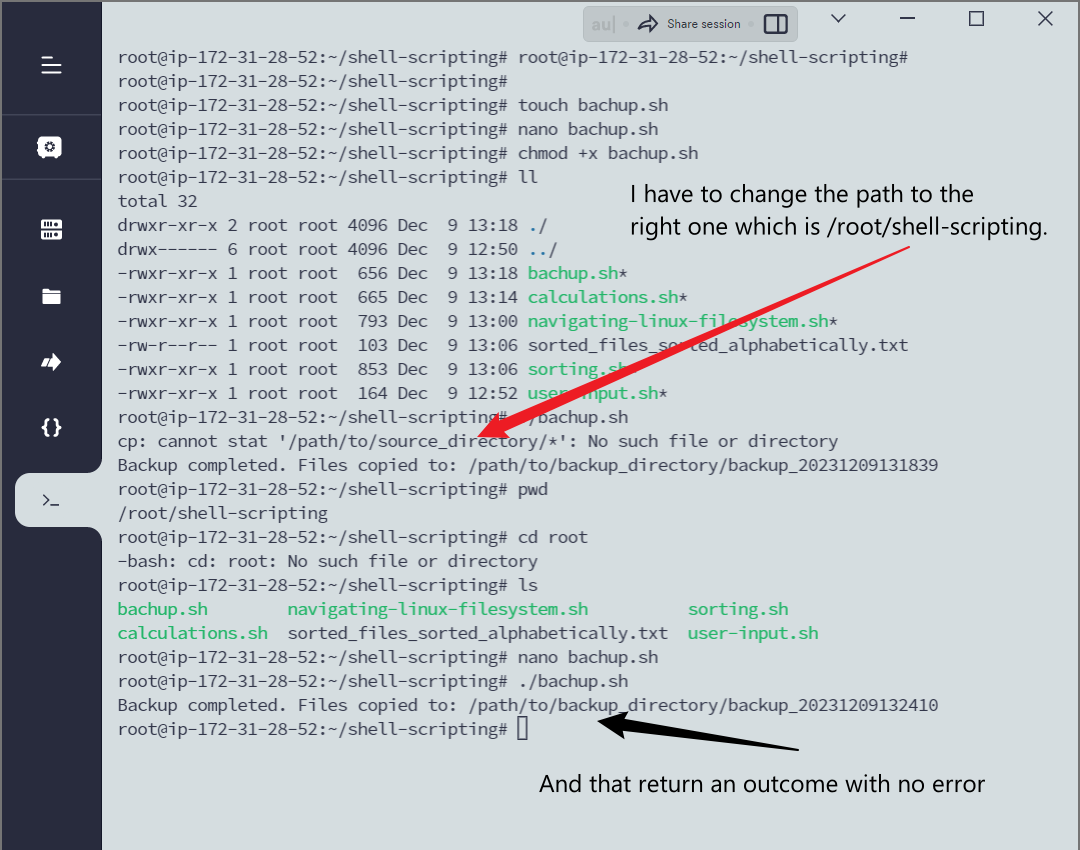 au| Share session
root@ip-172-31-28-52:~/shell-scripting# root@ip-172-31-28-52:~/shell-scripting#
root@ip-172-31-28-52:~/shell-scripting#
root@ip-172-31-28-52:~/shell-scripting# touch bachup.sh
root@ip-172-31-28-52:~/shell-scripting# nano bachup.sh
root@ip-172-31-28-52:~/shell-scripting# chmod +x bachup.sh
root@ip-172-31-28-52:~/shell-scripting# ll
total 32
I have to change the path to the
right one which is /root/shell-scripting.
drwxr-xr-x 2 root root 4096 Dec  9 13:18 ./
drwx------ 6 root root 4096 Dec  9 12:50 ../
-rwxr-xr-x 1 root root  656 Dec  9 13:18 bachup.sh*
-rwxr-xr-x 1 root root  665 Dec  9 13:14 calculations.sh*
-rwxr-xr-x 1 root root  793 Dec  9 13:00 navigating-linux-filesystem.sh*
-rw-r--r-- 1 root root  103 Dec  9 13:06 sorted_files_sorted_alphabetically.txt
-rwxr-xr-x 1 root root  853 Dec  9 13:06 sorting.sh*
-rwxr-xr-x 1 root root  164 Dec  9 12:52 user-input.sh*
root@ip-172-31-28-52:~/shell-scripting# ./bachup.sh
cp: cannot stat '/path/to/source_directory/*': No such file or directory
Backup completed. Files copied to: /path/to/backup_directory/backup_20231209131839
root@ip-172-31-28-52:~/shell-scripting# pwd
/root/shell-scripting
root@ip-172-31-28-52:~/shell-scripting# cd root
-bash: cd: root: No such file or directory
root@ip-172-31-28-52:~/shell-scripting# ls
bachup.sh        navigating-linux-filesystem.sh          sorting.sh
calculations.sh  sorted_files_sorted_alphabetically.txt  user-input.sh
root@ip-172-31-28-52:~/shell-scripting# nano bachup.sh
root@ip-172-31-28-52:~/shell-scripting# ./bachup.sh
Backup completed. Files copied to: /path/to/backup_directory/backup_20231209132410
root@ip-172-31-28-52:~/shell-scripting#
And that return an outcome with no error